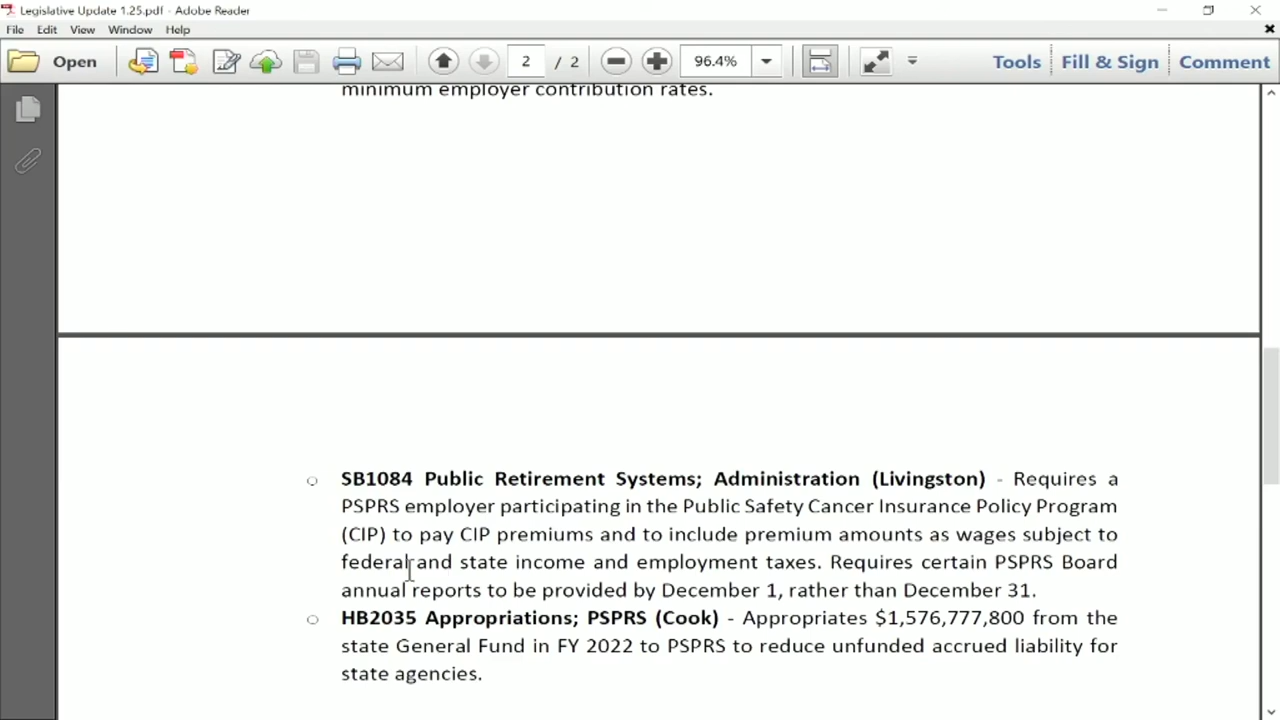 Legislative Update 1.25.pdf - Adobe Reader
File Edit View Window Help
Open 2 / 2 96.4% Tools Fill & Sign Comment
minimum employer contribution rates.
○ SB1084 Public Retirement Systems; Administration (Livingston) - Requires a
PSPRS employer participating in the Public Safety Cancer Insurance Policy Program
(CIP) to pay CIP premiums and to include premium amounts as wages subject to
federal and state income and employment taxes. Requires certain PSPRS Board
annual reports to be provided by December 1, rather than December 31.
○ HB2035 Appropriations; PSPRS (Cook) - Appropriates $1,576,777,800 from the
state General Fund in FY 2022 to PSPRS to reduce unfunded accrued liability for
state agencies.